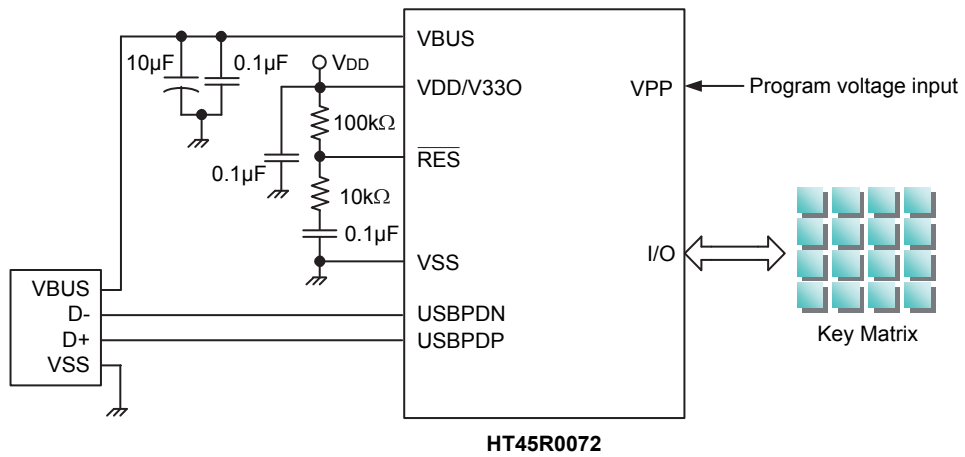 VBUS
10µF
0.1µF
VDD
VDD/V33O
VPP
Program voltage input
100kΩ
RES
0.1µF
10kΩ
0.1µF
I/O
VSS
VBUS
D-
USBPDN
D+
USBPDP
VSS
Key Matrix
HT45R0072